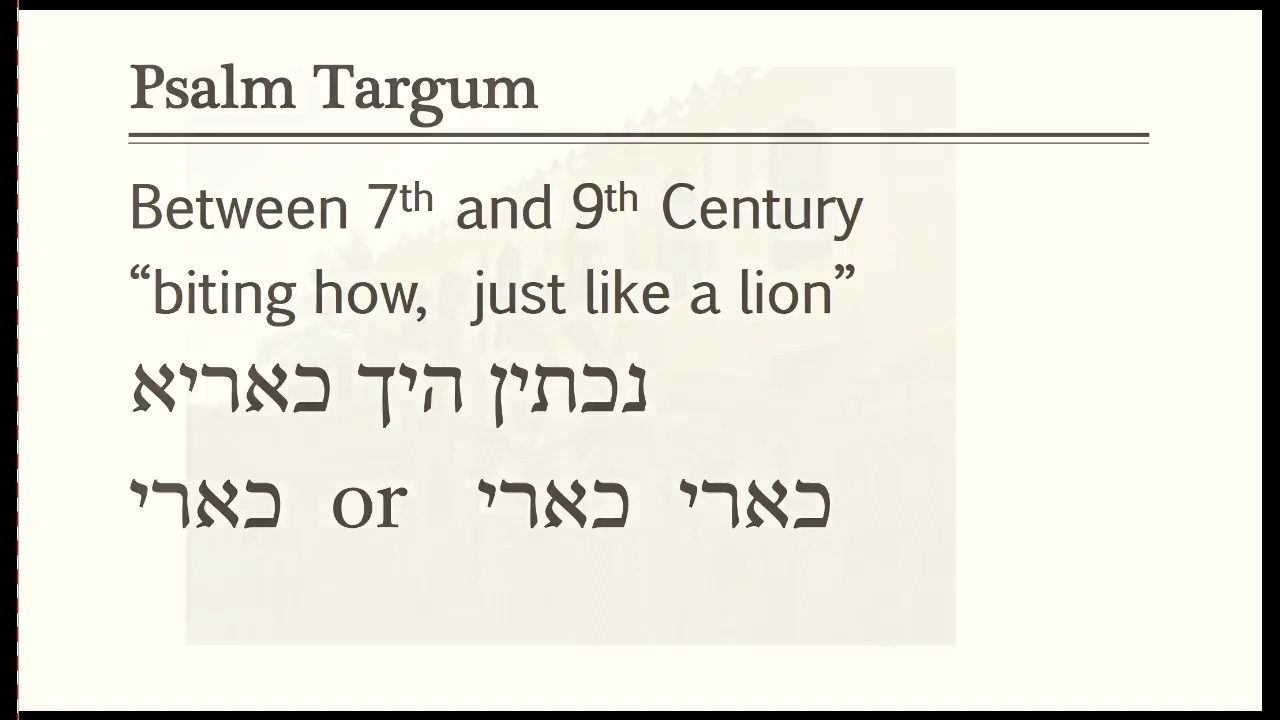 Psalm Targum
Between 7th and 9th Century
“biting how, just like a lion”
נכתין היך כאריא
כארי or כארי כארי